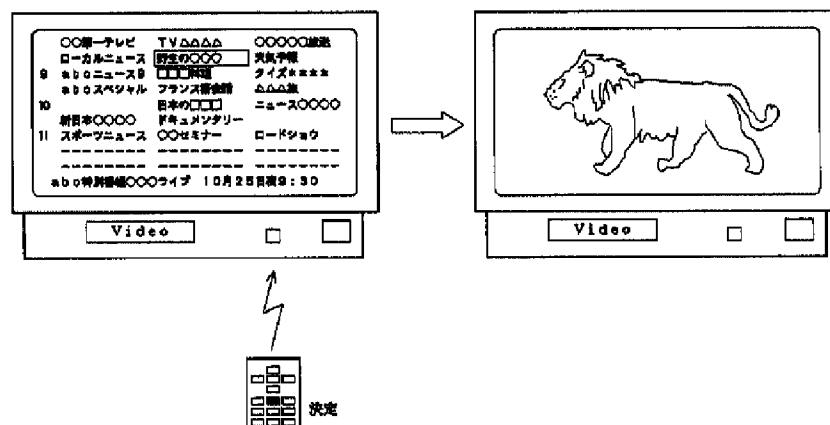 ○○第一テレビ TV△△△△ ○○○○○放送
ローカルニュース 野生の○○○ 天気予報
9 abcニュース9 □□□料理 クイズ****
abcスペシャル フランス語会話 △△△旅
10 日本の□□□ ニュース○○○○
新日本○○○○ ドキュメンタリー
11 スポーツニュース ○○セミナー ロードショウ
abc特別番組○○○ライブ 10月25日夜9:30
Video
Video
決定